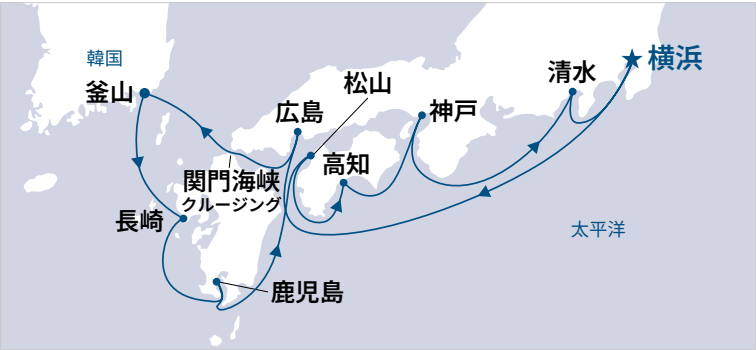 韓国
釜山
松山
広島
神戸
清水
横浜
高知
関門海峡
クルージング
長崎
太平洋
鹿児島